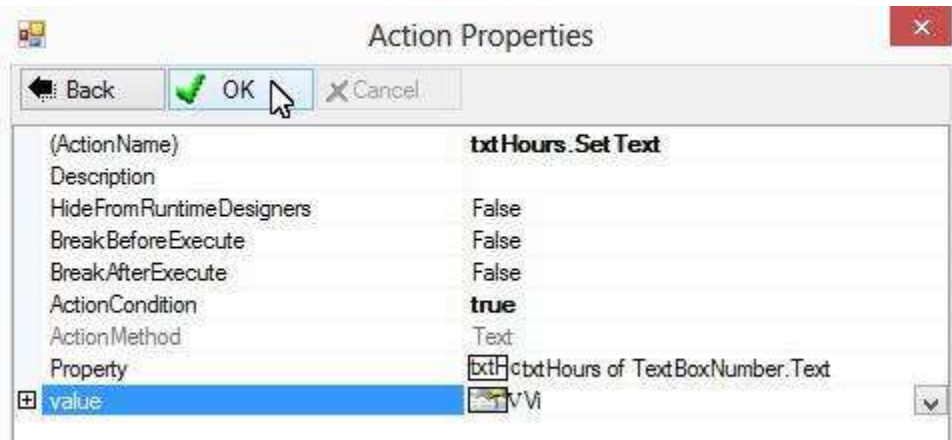 Action Properties
Back OK Cancel
(ActionName) txtHours.SetText
Description
HideFromRuntimeDesigners False
BreakBeforeExecute False
BreakAfterExecute False
ActionCondition true
ActionMethod Text
Property txtHours of TextBoxNumber.Text
value